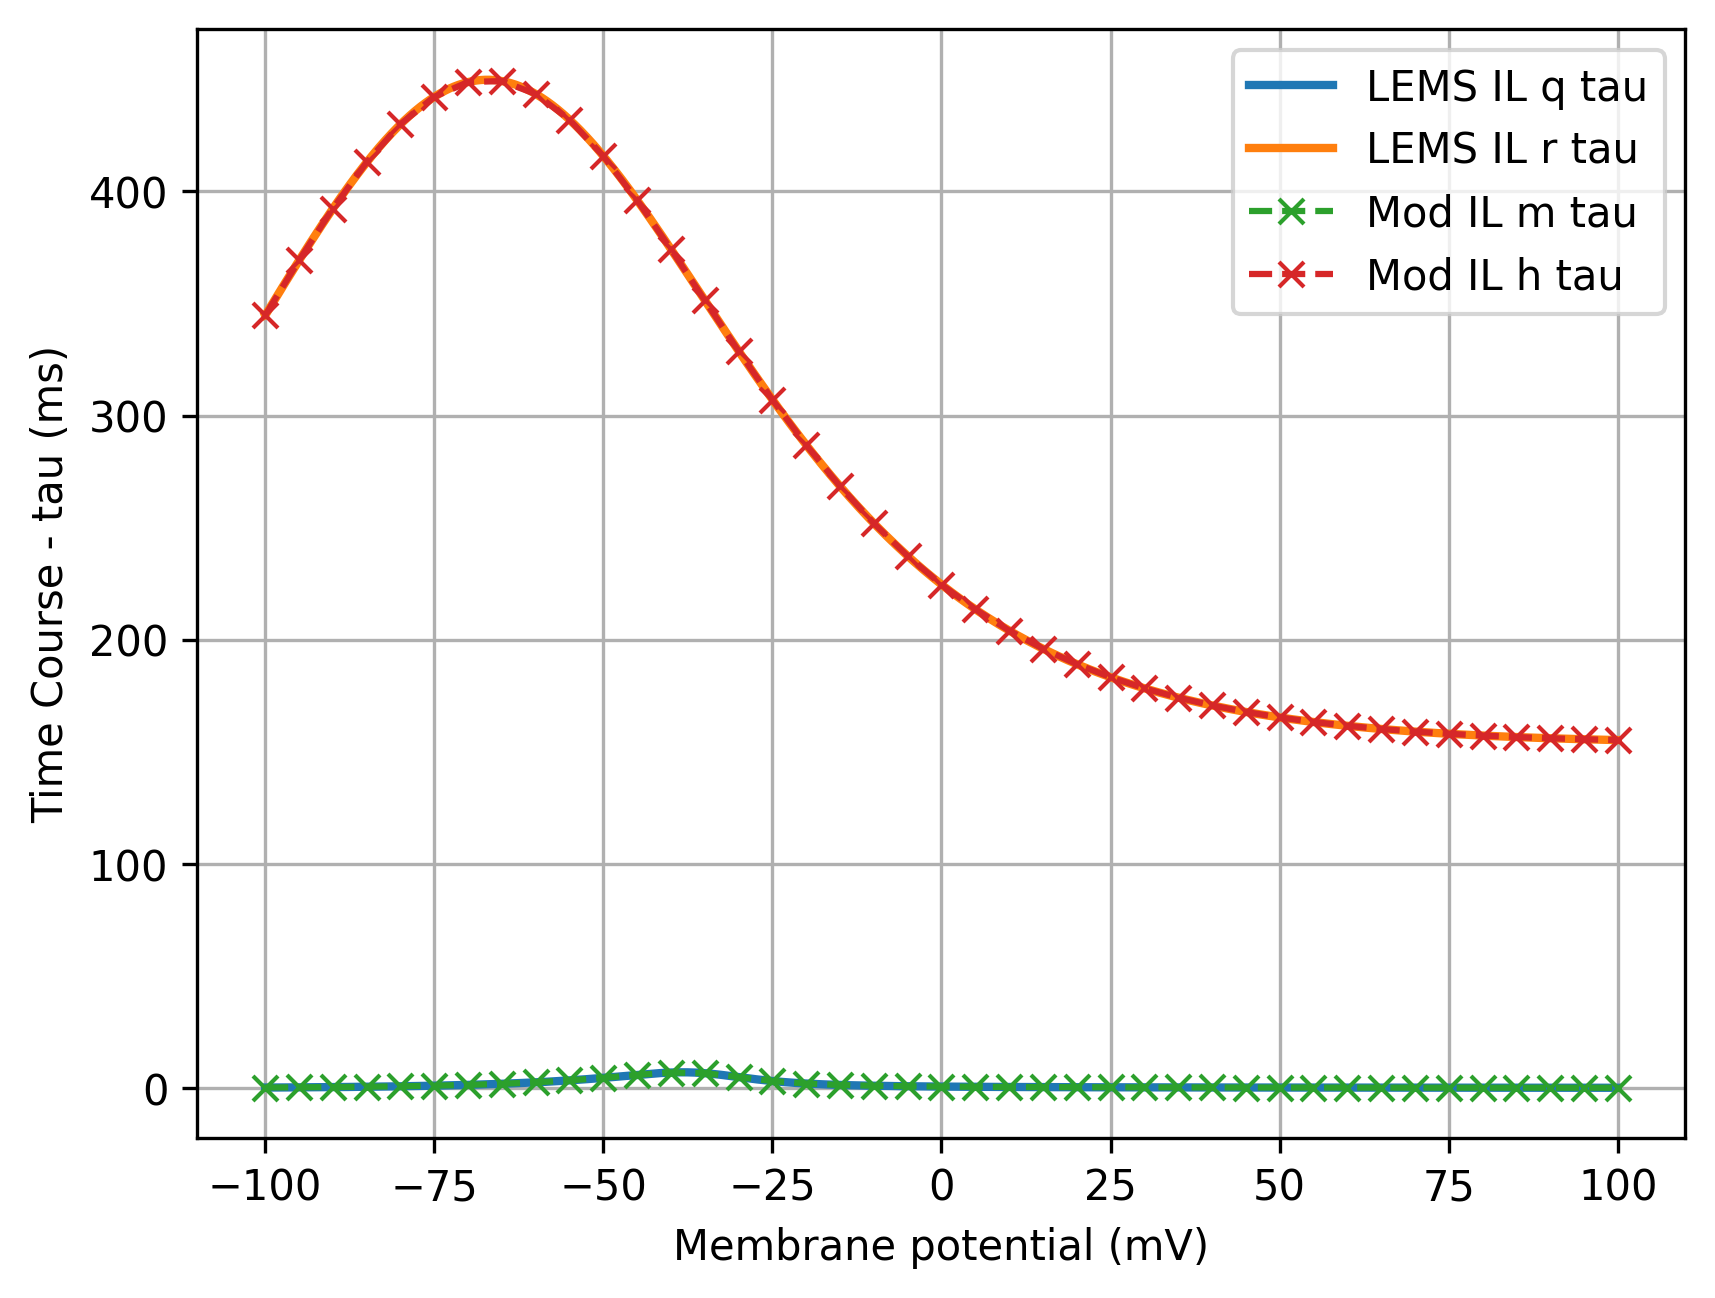 LEMS IL q tau
LEMS IL r tau
Mod IL m tau
Mod IL h tau
Time Course - tau (ms)
400
300
200
100
0
−100 −75 −50 −25 0 25 50 75 100
Membrane potential (mV)